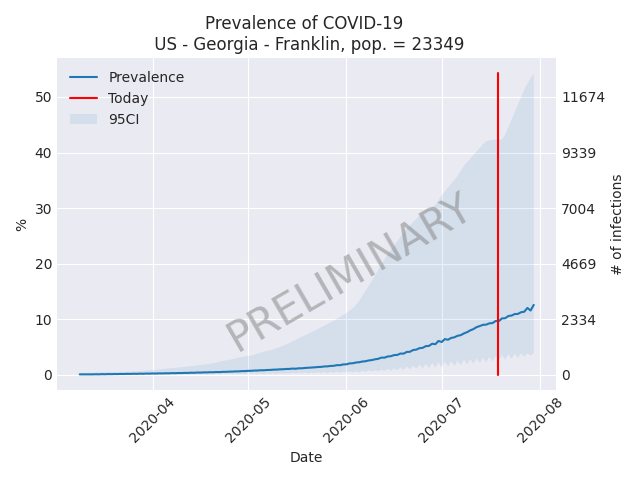 Prevalence of COVID-19
US - Georgia - Franklin, pop. = 23349
Prevalence
Today
95CI
PRELIMINARY
50
40
30
20
10
0
%
11674
9339
7004
4669
2334
0
# of infections
2020-04
2020-05
2020-06
2020-07
2020-08
Date